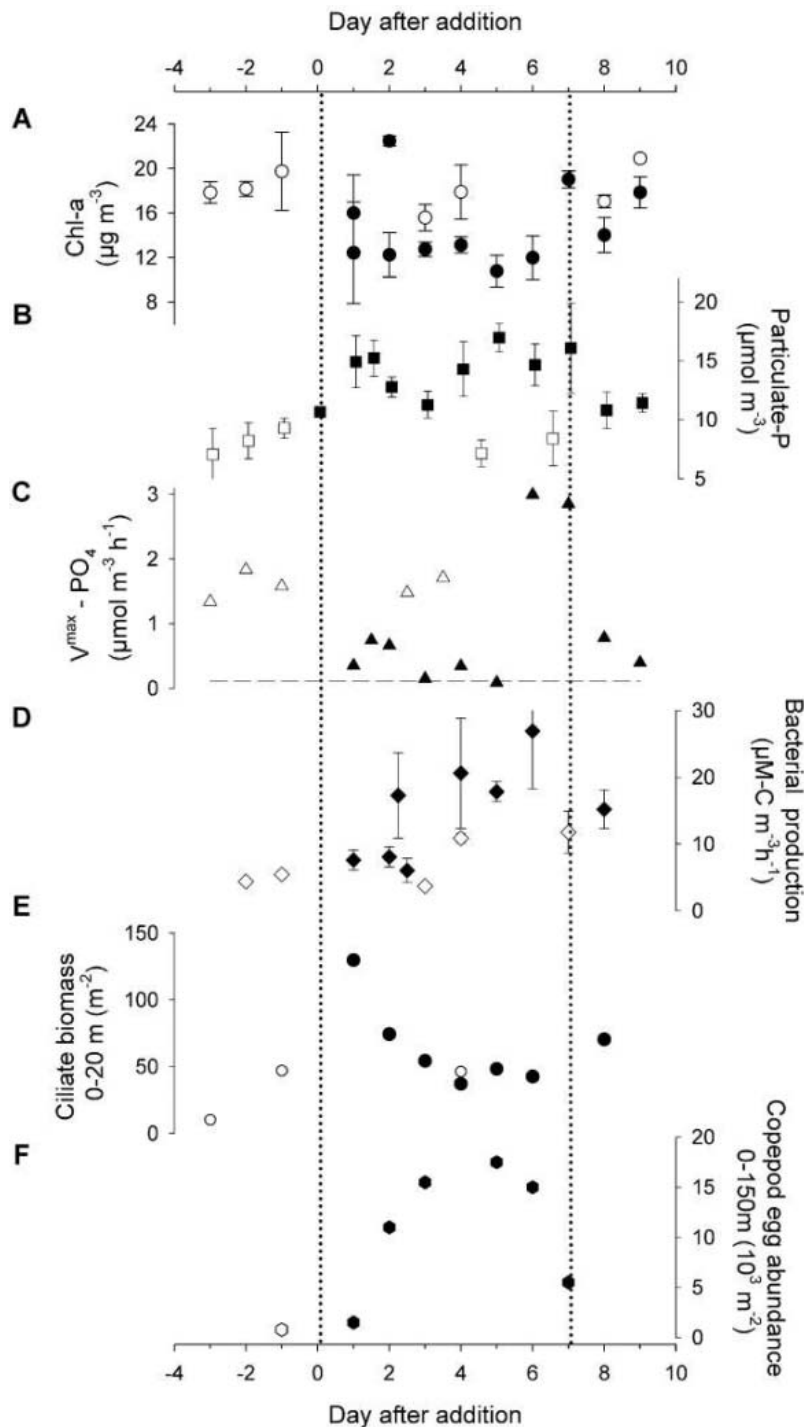 Day after addition
-4 -2 0 2 4 6 8 10
A
24
20
16
12
8
Chl-a
(µg m⁻³)
B
20
15
10
5
Particulate-P
(µmol m⁻³)
C
3
2
1
0
Vᵐᵃˣ - PO₄
(µmol m⁻³ h⁻¹)
D
30
20
10
0
Bacterial production
(µM-C m⁻³h⁻¹)
E
150
100
50
0
Ciliate biomass
0-20 m (m⁻²)
F
20
15
10
5
0
Copepod egg abundance
0-150m (10³ m⁻²)
-4 -2 0 2 4 6 8 10
Day after addition